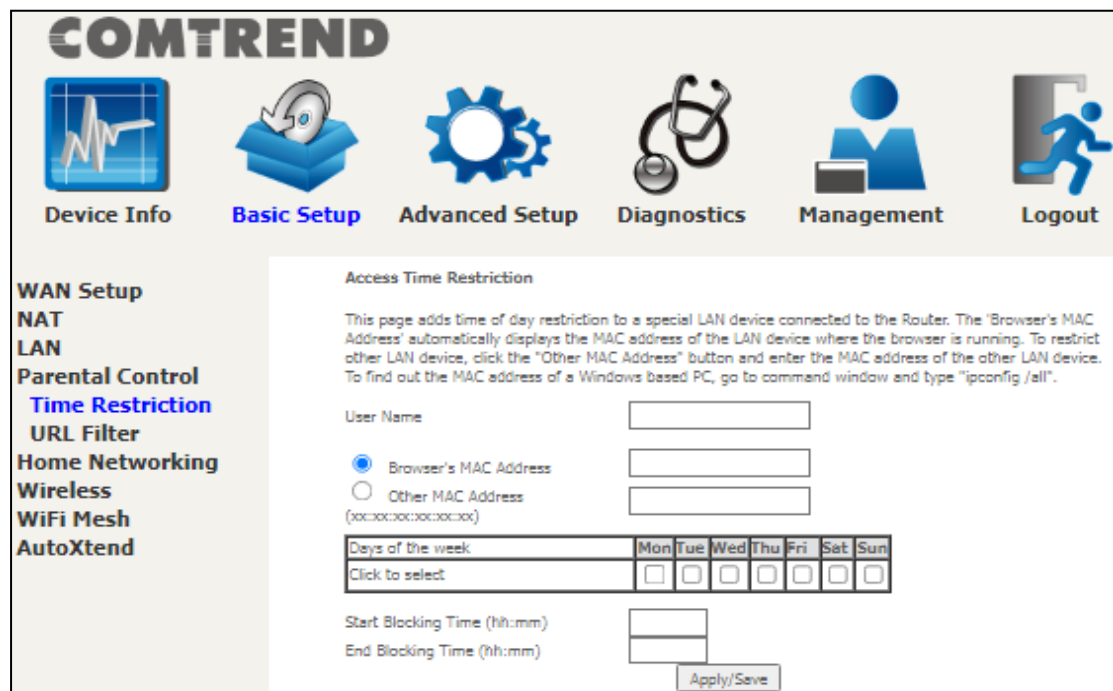 COMTREND
Device Info Basic Setup Advanced Setup Diagnostics Management Logout
WAN Setup
NAT
LAN
Parental Control
Time Restriction
URL Filter
Home Networking
Wireless
WiFi Mesh
AutoXtend
Access Time Restriction
This page adds time of day restriction to a special LAN device connected to the Router. The 'Browser's MAC
Address' automatically displays the MAC address of the LAN device where the browser is running. To restrict
other LAN device, click the "Other MAC Address" button and enter the MAC address of the other LAN device.
To find out the MAC address of a Windows based PC, go to command window and type "ipconfig /all".
User Name
Browser's MAC Address
Other MAC Address
(xx:xx:xx:xx:xx:xx)
Days of the week Mon Tue Wed Thu Fri Sat Sun
Click to select
Start Blocking Time (hh:mm)
End Blocking Time (hh:mm)
Apply/Save